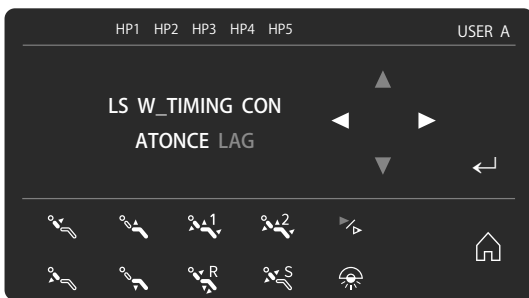 HP1 HP2 HP3 HP4 HP5 USER A
LS W_TIMING CON
ATONCE LAG
1 2
R S